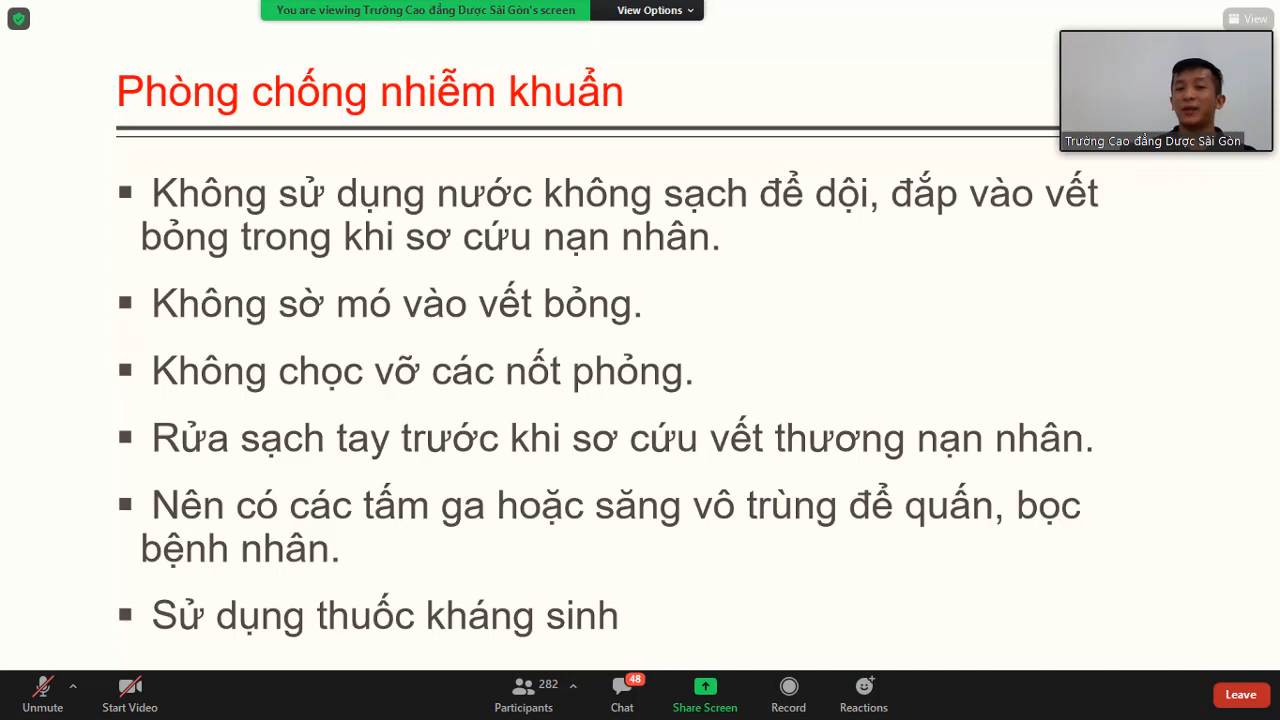 You are viewing Trường Cao đẳng Dược Sài Gòn's screen
View Options
View
Phòng chống nhiễm khuẩn
Trường Cao đẳng Dược Sài Gòn
▪ Không sử dụng nước không sạch để dội, đắp vào vết
bỏng trong khi sơ cứu nạn nhân.
▪ Không sờ mó vào vết bỏng.
▪ Không chọc vỡ các nốt phỏng.
▪ Rửa sạch tay trước khi sơ cứu vết thương nạn nhân.
▪ Nên có các tấm ga hoặc săng vô trùng để quấn, bọc
bệnh nhân.
▪ Sử dụng thuốc kháng sinh
Unmute
Start Video
282
Participants
48
Chat
Share Screen
Record
Reactions
Leave